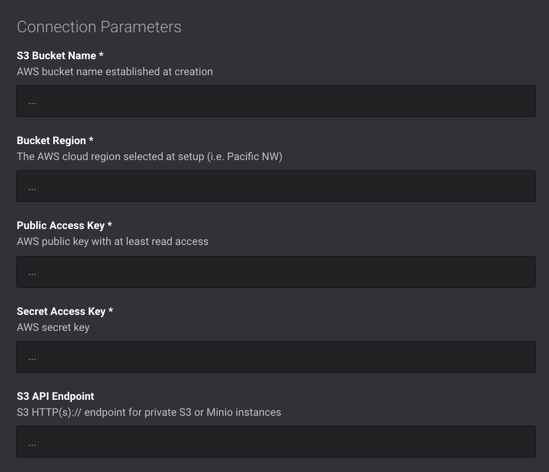 Connection Parameters
S3 Bucket Name *
AWS bucket name established at creation
...
Bucket Region *
The AWS cloud region selected at setup (i.e. Pacific NW)
...
Public Access Key *
AWS public key with at least read access
...
Secret Access Key *
AWS secret key
...
S3 API Endpoint
S3 HTTP(s):// endpoint for private S3 or Minio instances
...